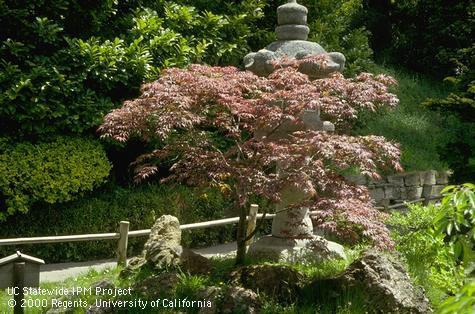 UC Statewide IPM Project
© 2000 Regents, University of California